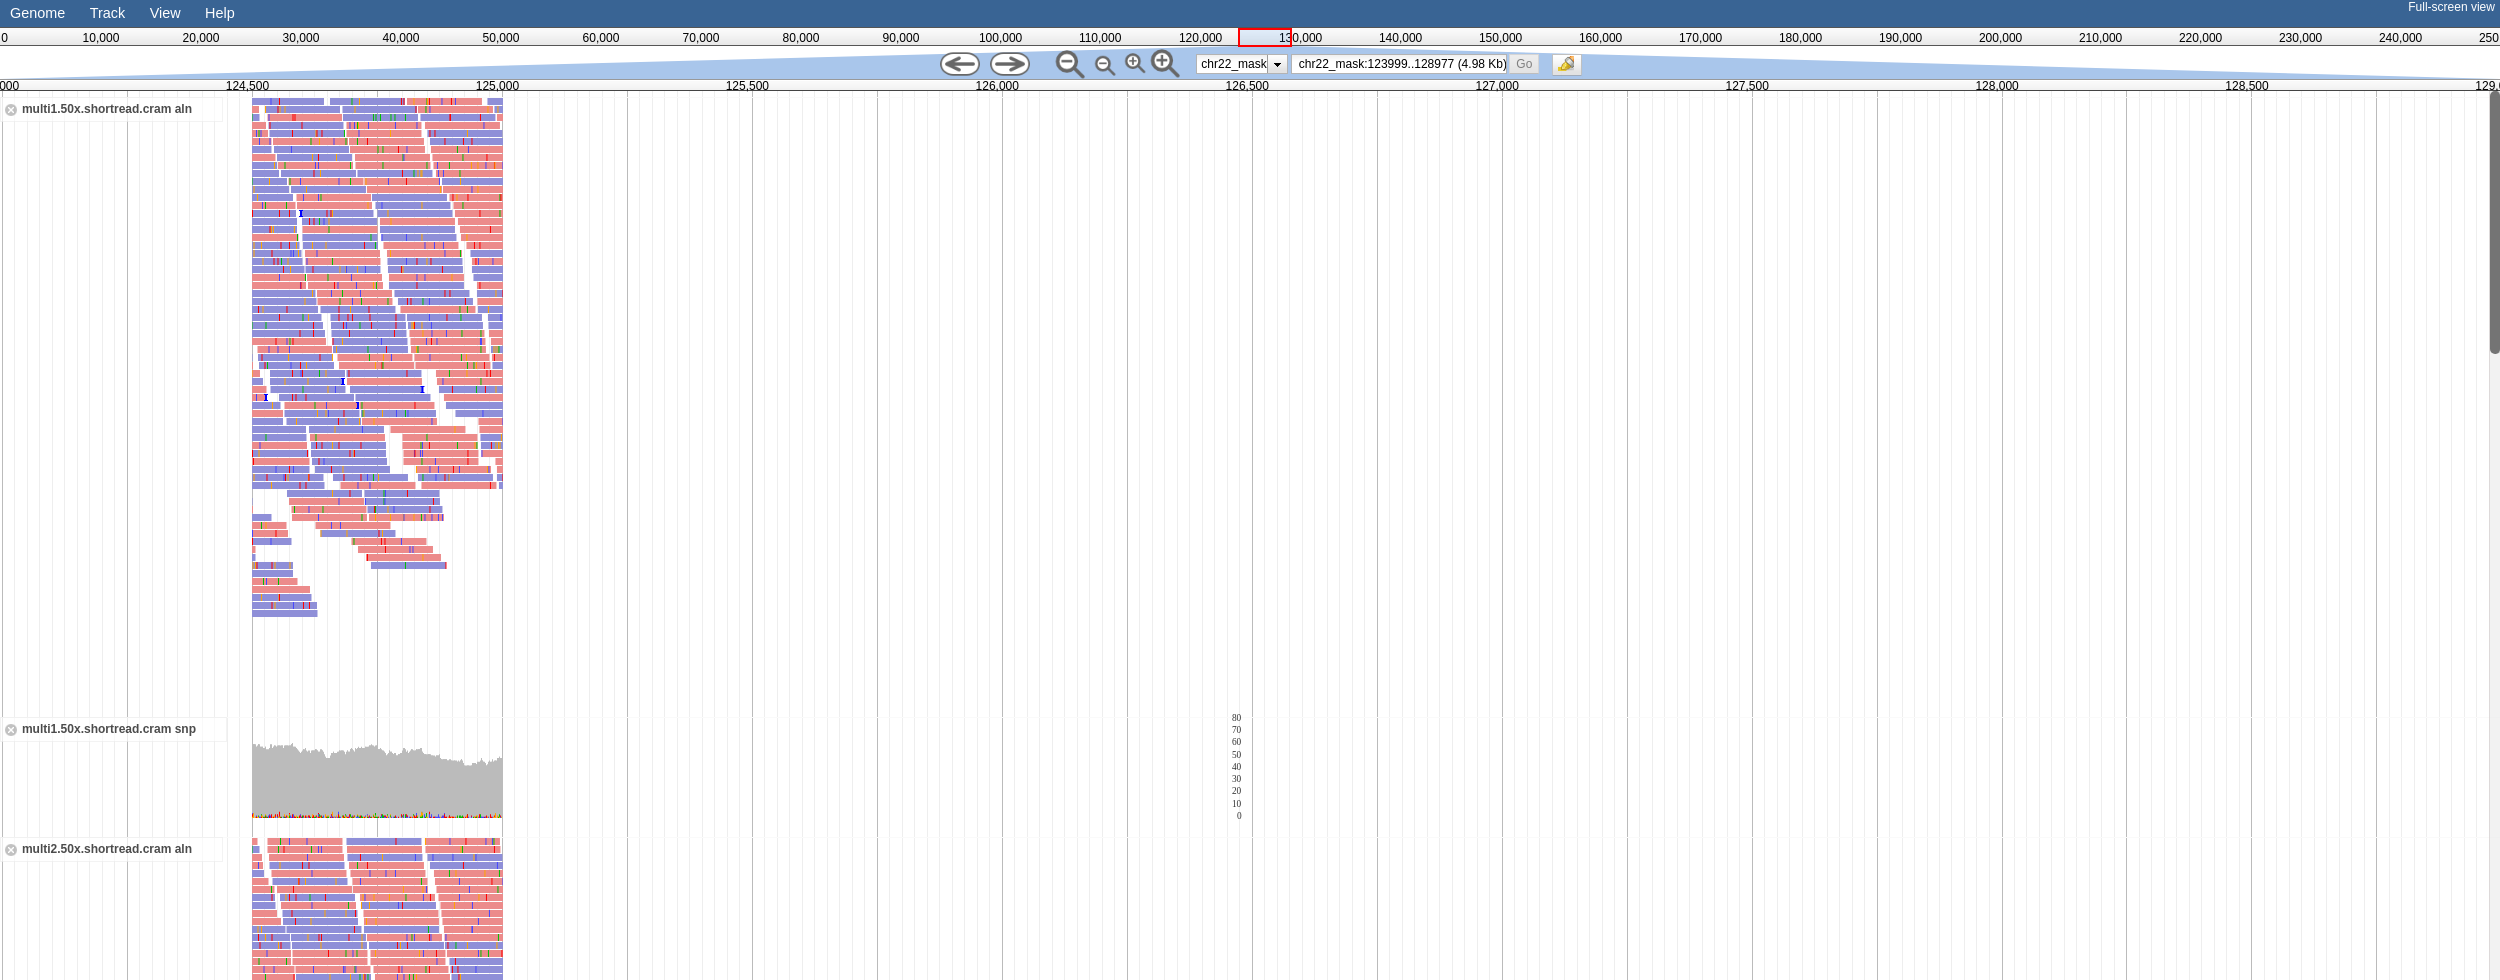 Genome Track View Help Full-screen view
0 10,000 20,000 30,000 40,000 50,000 60,000 70,000 80,000 90,000 100,000 110,000 120,000 130,000 140,000 150,000 160,000 170,000 180,000 190,000 200,000 210,000 220,000 230,000 240,000 250
chr22_mask chr22_mask:123999..128977 (4.98 Kb) Go
000 124,500 125,000 125,500 126,000 126,500 127,000 127,500 128,000 128,500 129,
multi1.50x.shortread.cram aln
multi1.50x.shortread.cram snp
80
70
60
50
40
30
20
10
0
multi2.50x.shortread.cram aln